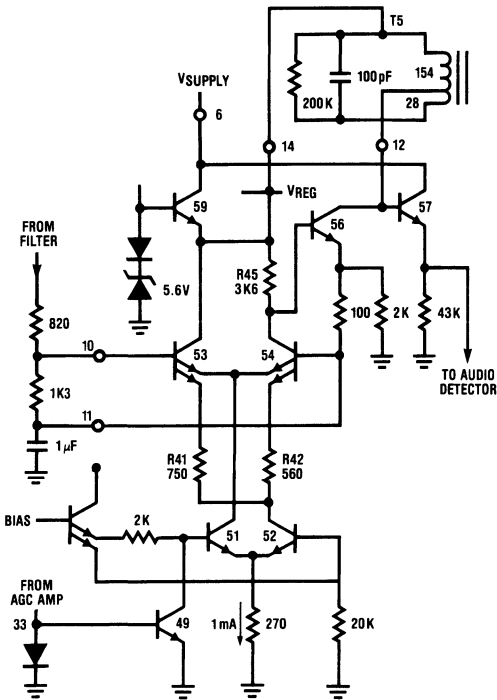 T5
100 pF
154
200K
28
VSUPPLY
6
14
12
VREG
59
56
57
FROM
FILTER
5.6V
R45
3K6
100
2K
43K
820
10
53
54
TO AUDIO
DETECTOR
1K3
11
1μF
R41
750
R42
560
BIAS
2K
51
52
FROM
AGC AMP
33
49
1mA
270
20K